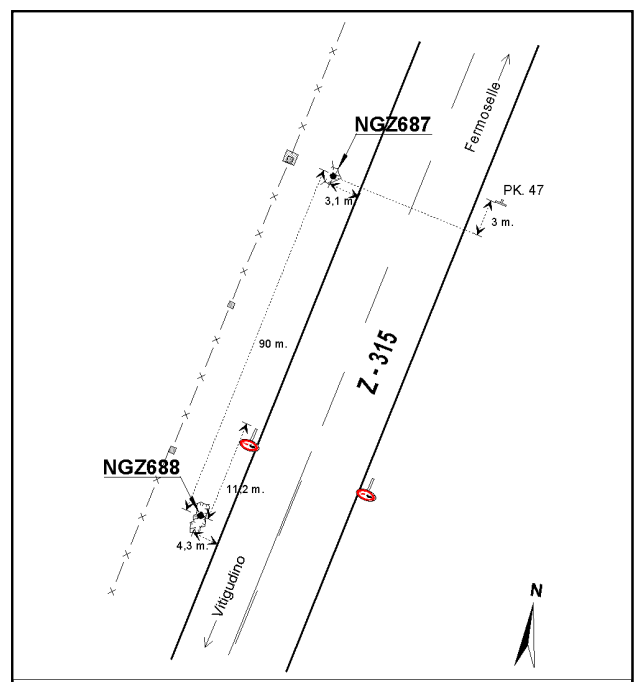 NGZ687
Fermoselle
PK. 47
3,1 m.
3 m.
90 m.
Z - 315
NGZ688
11,2 m.
4,3 m.
Vitigudino
N